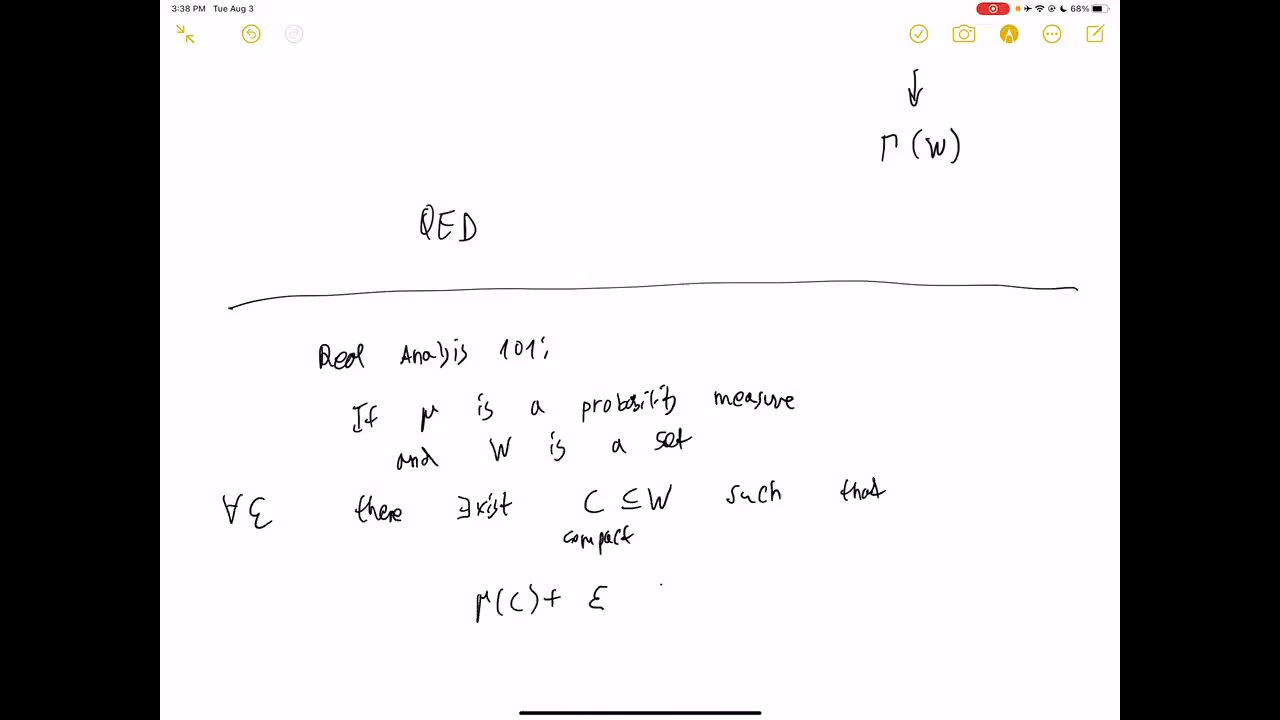 3:38 PM Tue Aug 3
68%
↓
Γ(W)
QED
Real Analysis 101:
If μ is a probability measure
and W is a set
∀ε there ∃xist C ⊆ W such that
compact
μ(C) + ε